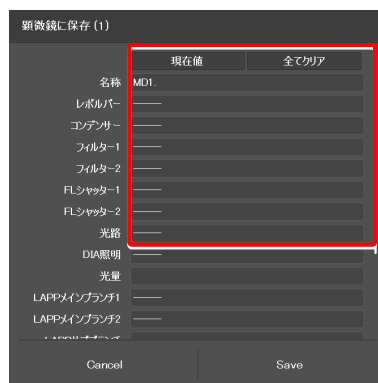 顕微鏡に保存 (1)
現在値 全てクリア
名称 MD1.
レボルバー ------
コンデンサー ------
フィルター1 ------
フィルター2 ------
FLシャッター1 ------
FLシャッター2 ------
光路 ------
DIA照明 ------
光量
LAPPメインブランチ1 ------
LAPPメインブランチ2 ------
Cancel Save